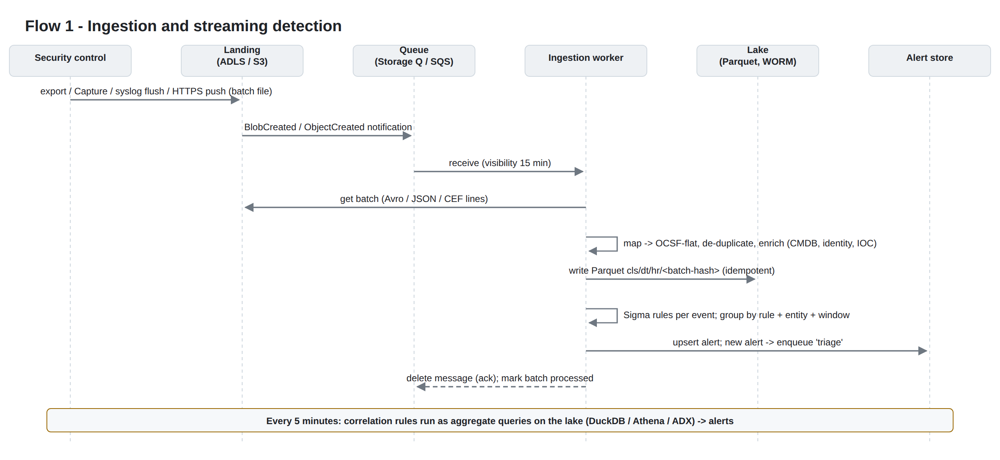 Flow 1 - Ingestion and streaming detection
Security control
Landing
(ADLS / S3)
Queue
(Storage Q / SQS)
Ingestion worker
Lake
(Parquet, WORM)
Alert store
export / Capture / syslog flush / HTTPS push (batch file)
BlobCreated / ObjectCreated notification
receive (visibility 15 min)
get batch (Avro / JSON / CEF lines)
map -> OCSF-flat, de-duplicate, enrich (CMDB, identity, IOC)
write Parquet cls/dt/hr/<batch-hash> (idempotent)
Sigma rules per event; group by rule + entity + window
upsert alert; new alert -> enqueue 'triage'
delete message (ack); mark batch processed
Every 5 minutes: correlation rules run as aggregate queries on the lake (DuckDB / Athena / ADX) -> alerts